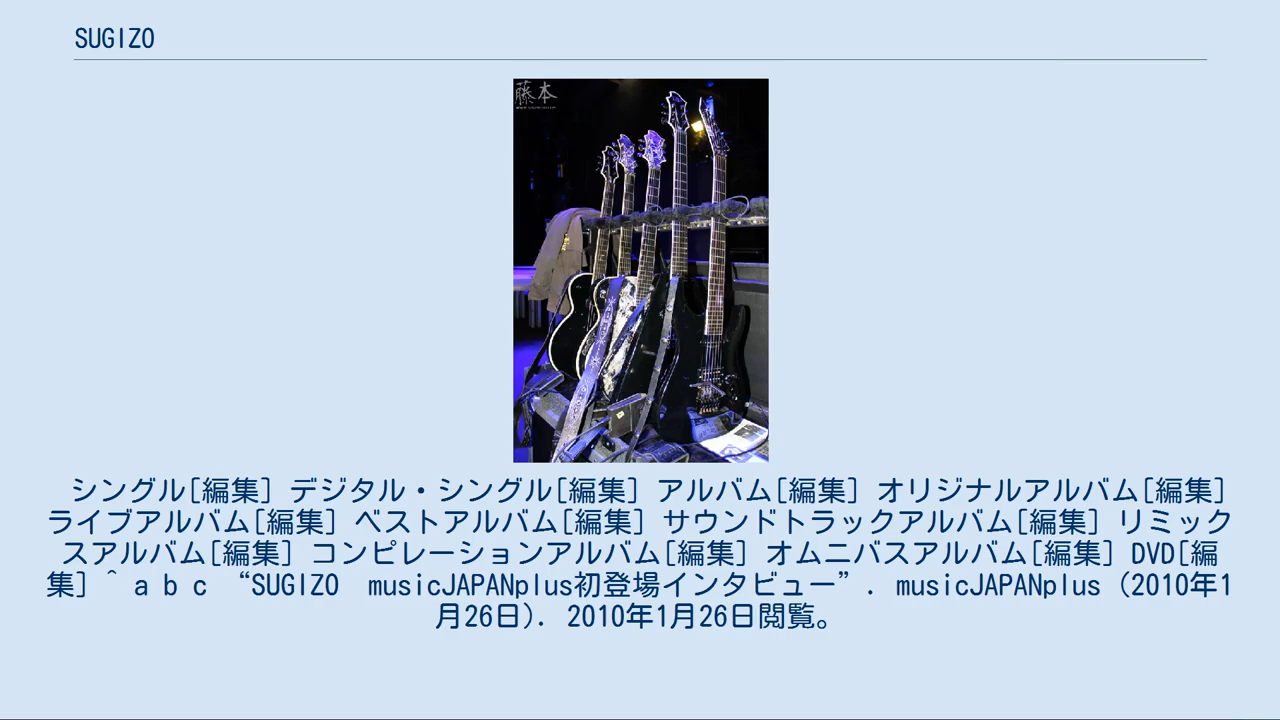 SUGIZO
藤本
シングル[編集] デジタル・シングル[編集] アルバム[編集] オリジナルアルバム[編集]
ライブアルバム[編集] ベストアルバム[編集] サウンドトラックアルバム[編集] リミック
スアルバム[編集] コンピレーションアルバム[編集] オムニバスアルバム[編集] DVD[編
集] ^ a b c “SUGIZO　musicJAPANplus初登場インタビュー”. musicJAPANplus (2010年1
月26日). 2010年1月26日閲覧。